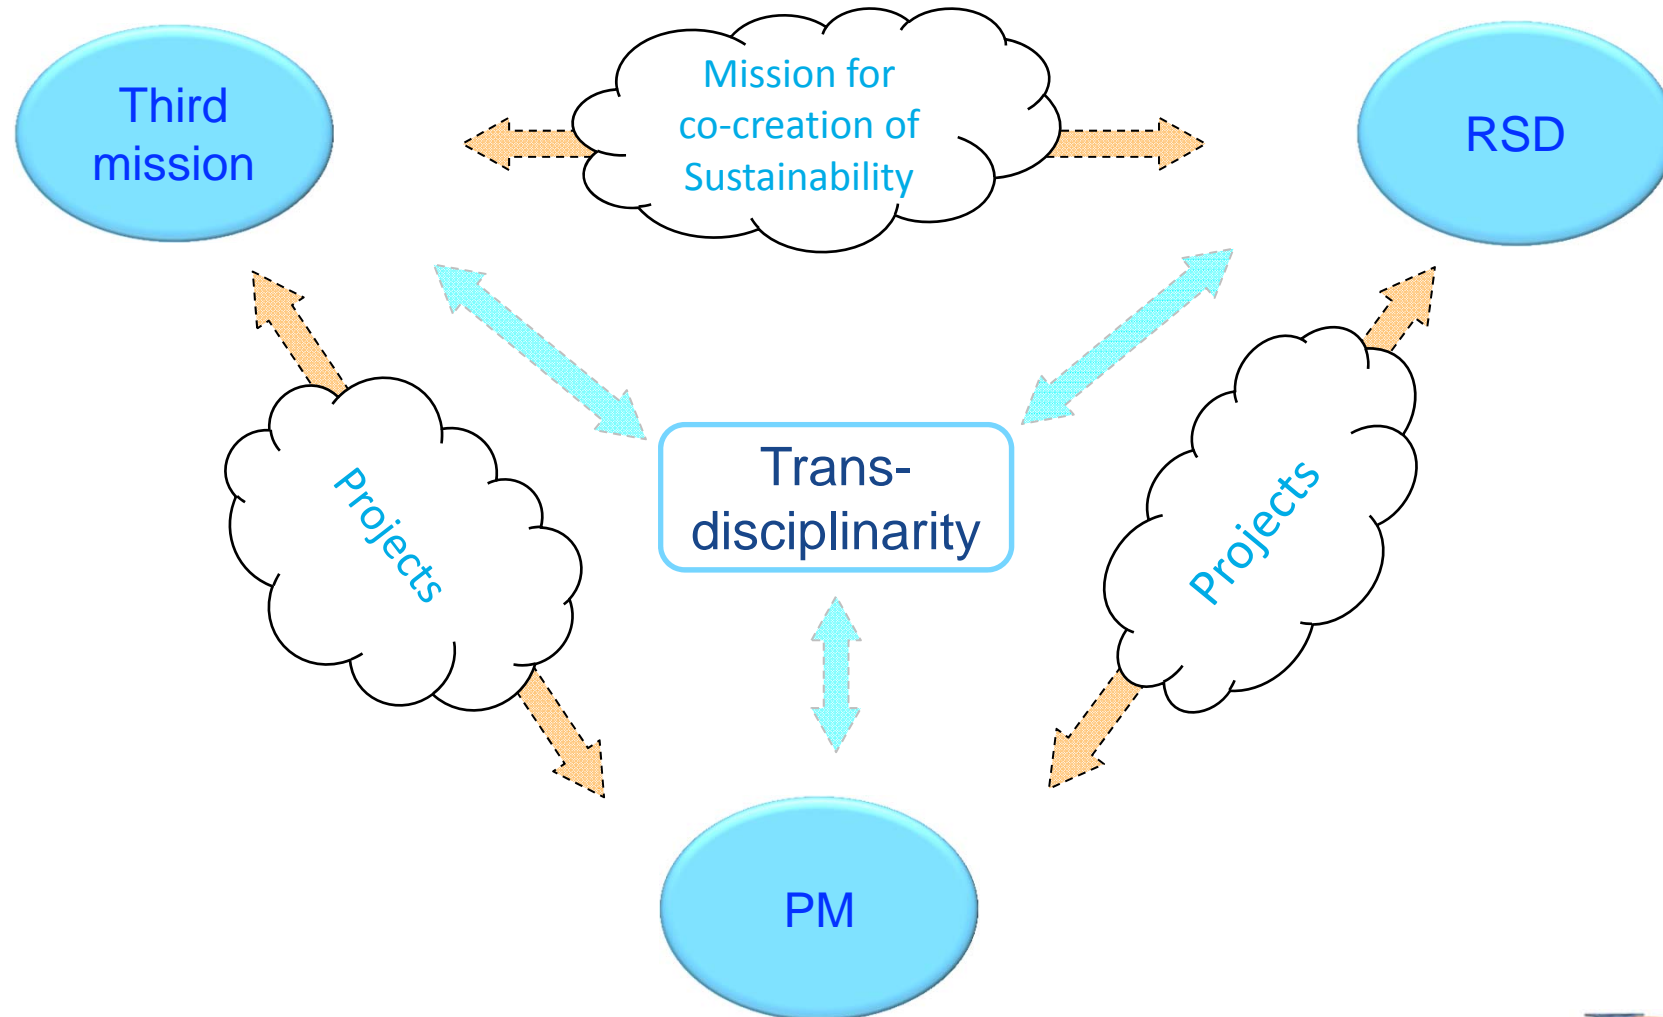 Third
mission
Mission for
co-creation of
Sustainability
RSD
Projects
Trans-
disciplinarity
Projects
PM